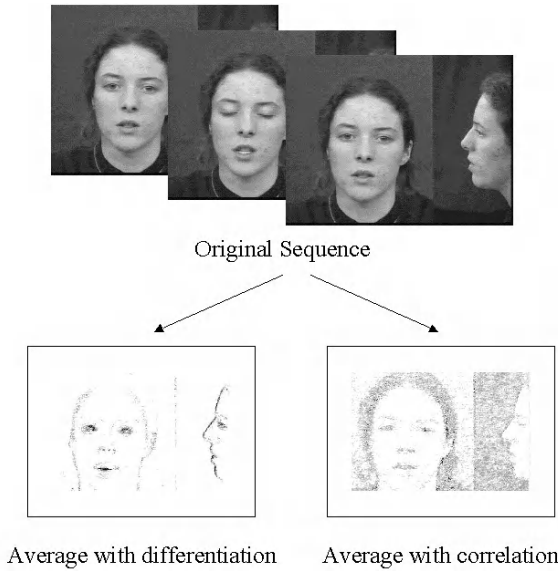 Original Sequence
Average with differentiation
Average with correlation